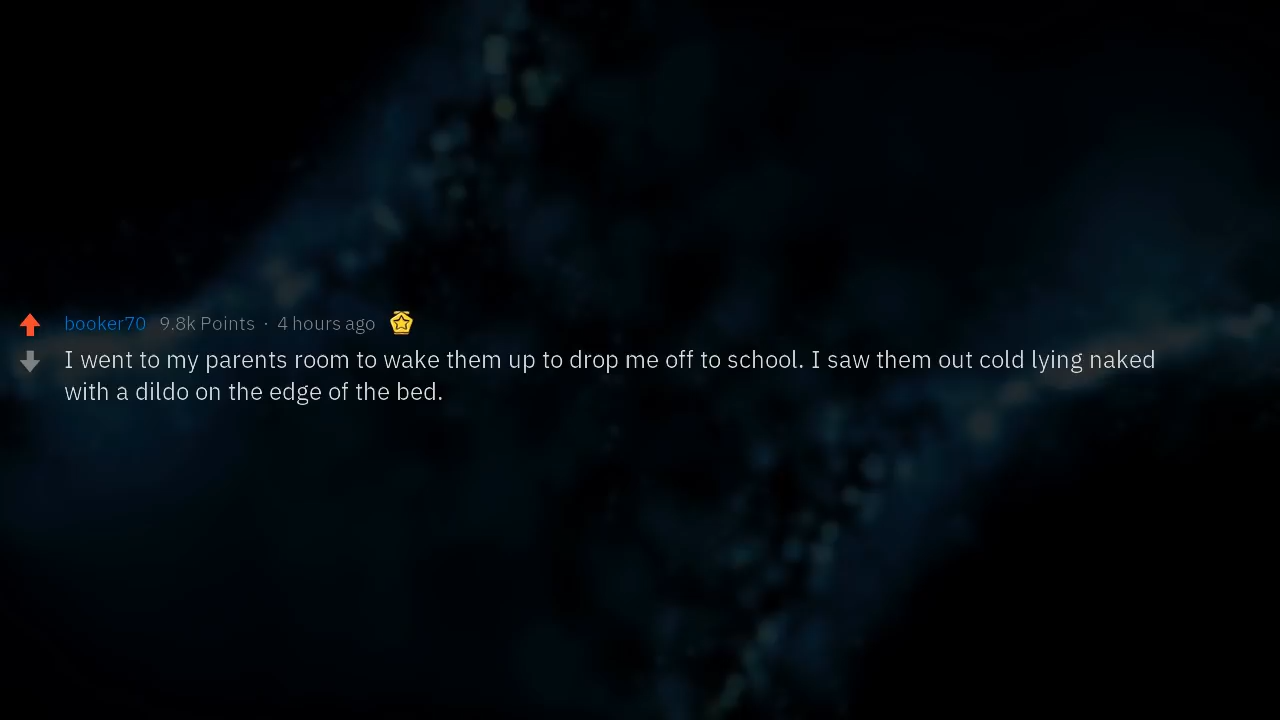 booker70 9.8k Points · 4 hours ago
I went to my parents room to wake them up to drop me off to school. I saw them out cold lying naked
with a dildo on the edge of the bed.